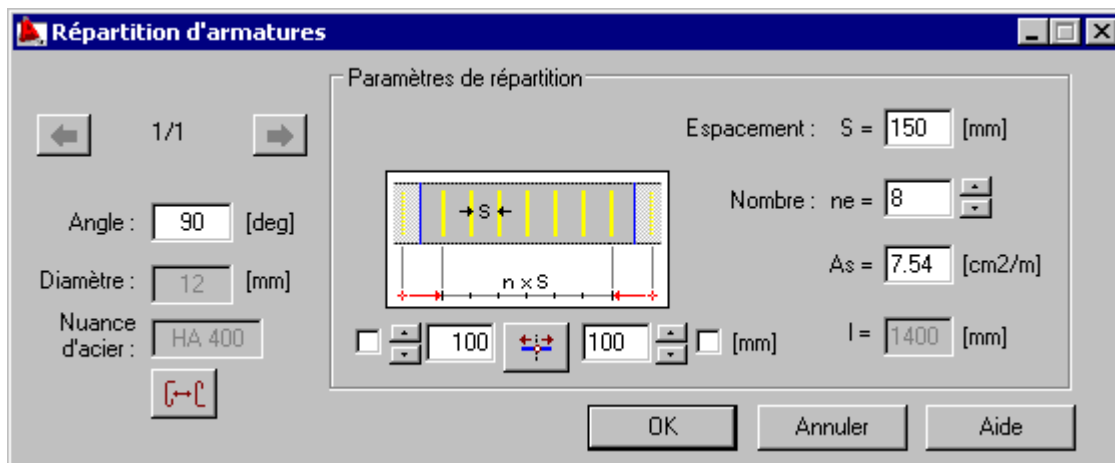 Répartition d'armatures
1/1
Angle : 90 [deg]
Diamètre : 12 [mm]
Nuance
d'acier : HA 400
Paramètres de répartition
Espacement : S = 150 [mm]
S
n x S
Nombre : ne = 8
As = 7.54 [cm2/m]
100 100 [mm]
l = 1400 [mm]
OK Annuler Aide